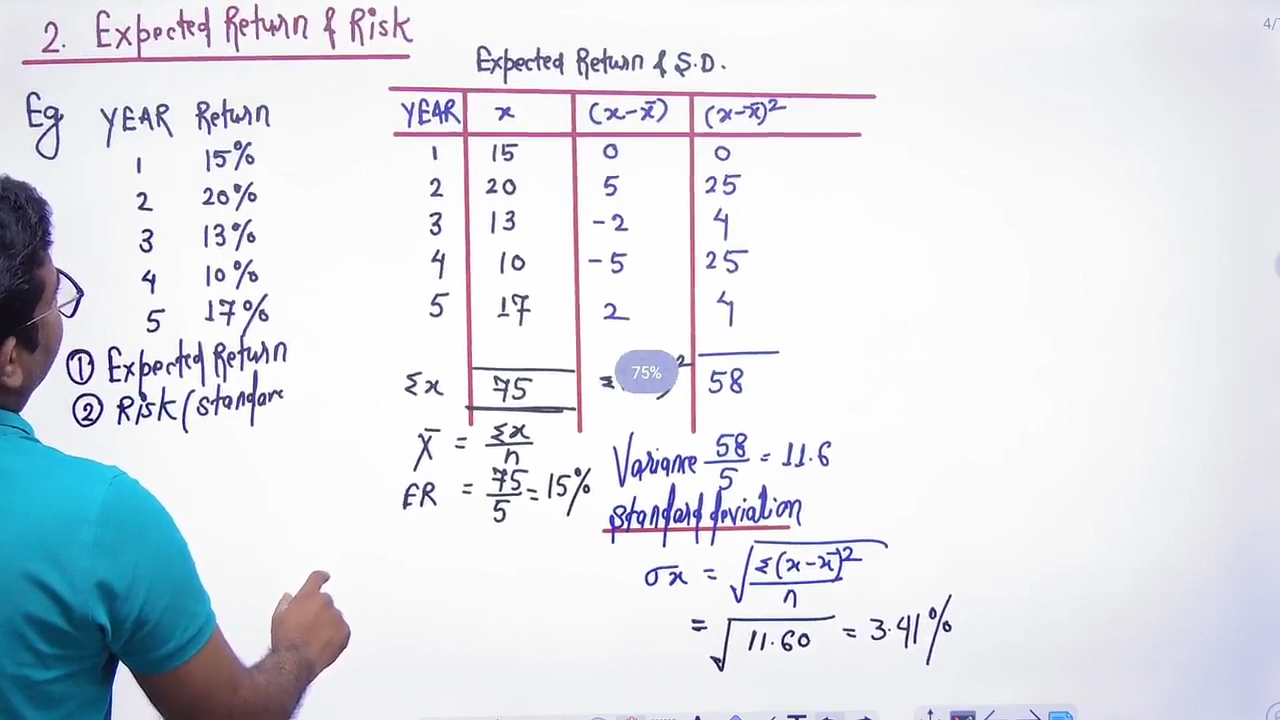 2. Expected Return & Risk
4/
Eg YEAR Return
1 15%
2 20%
3 13%
4 10%
5 17%
① Expected Return
② Risk (standar
Expected Return & S.D.
YEAR x (x-x̄) (x-x̄)²
1 15 0 0
2 20 5 25
3 13 -2 4
4 10 -5 25
5 17 2 4
Σx 75 58
75%
X̄ = Σx/n
ER = 75/5 = 15%
Variance 58/5 = 11.6
Standard deviation
σx = √Σ(x-x̄)²/n
= √11.60 = 3.41%